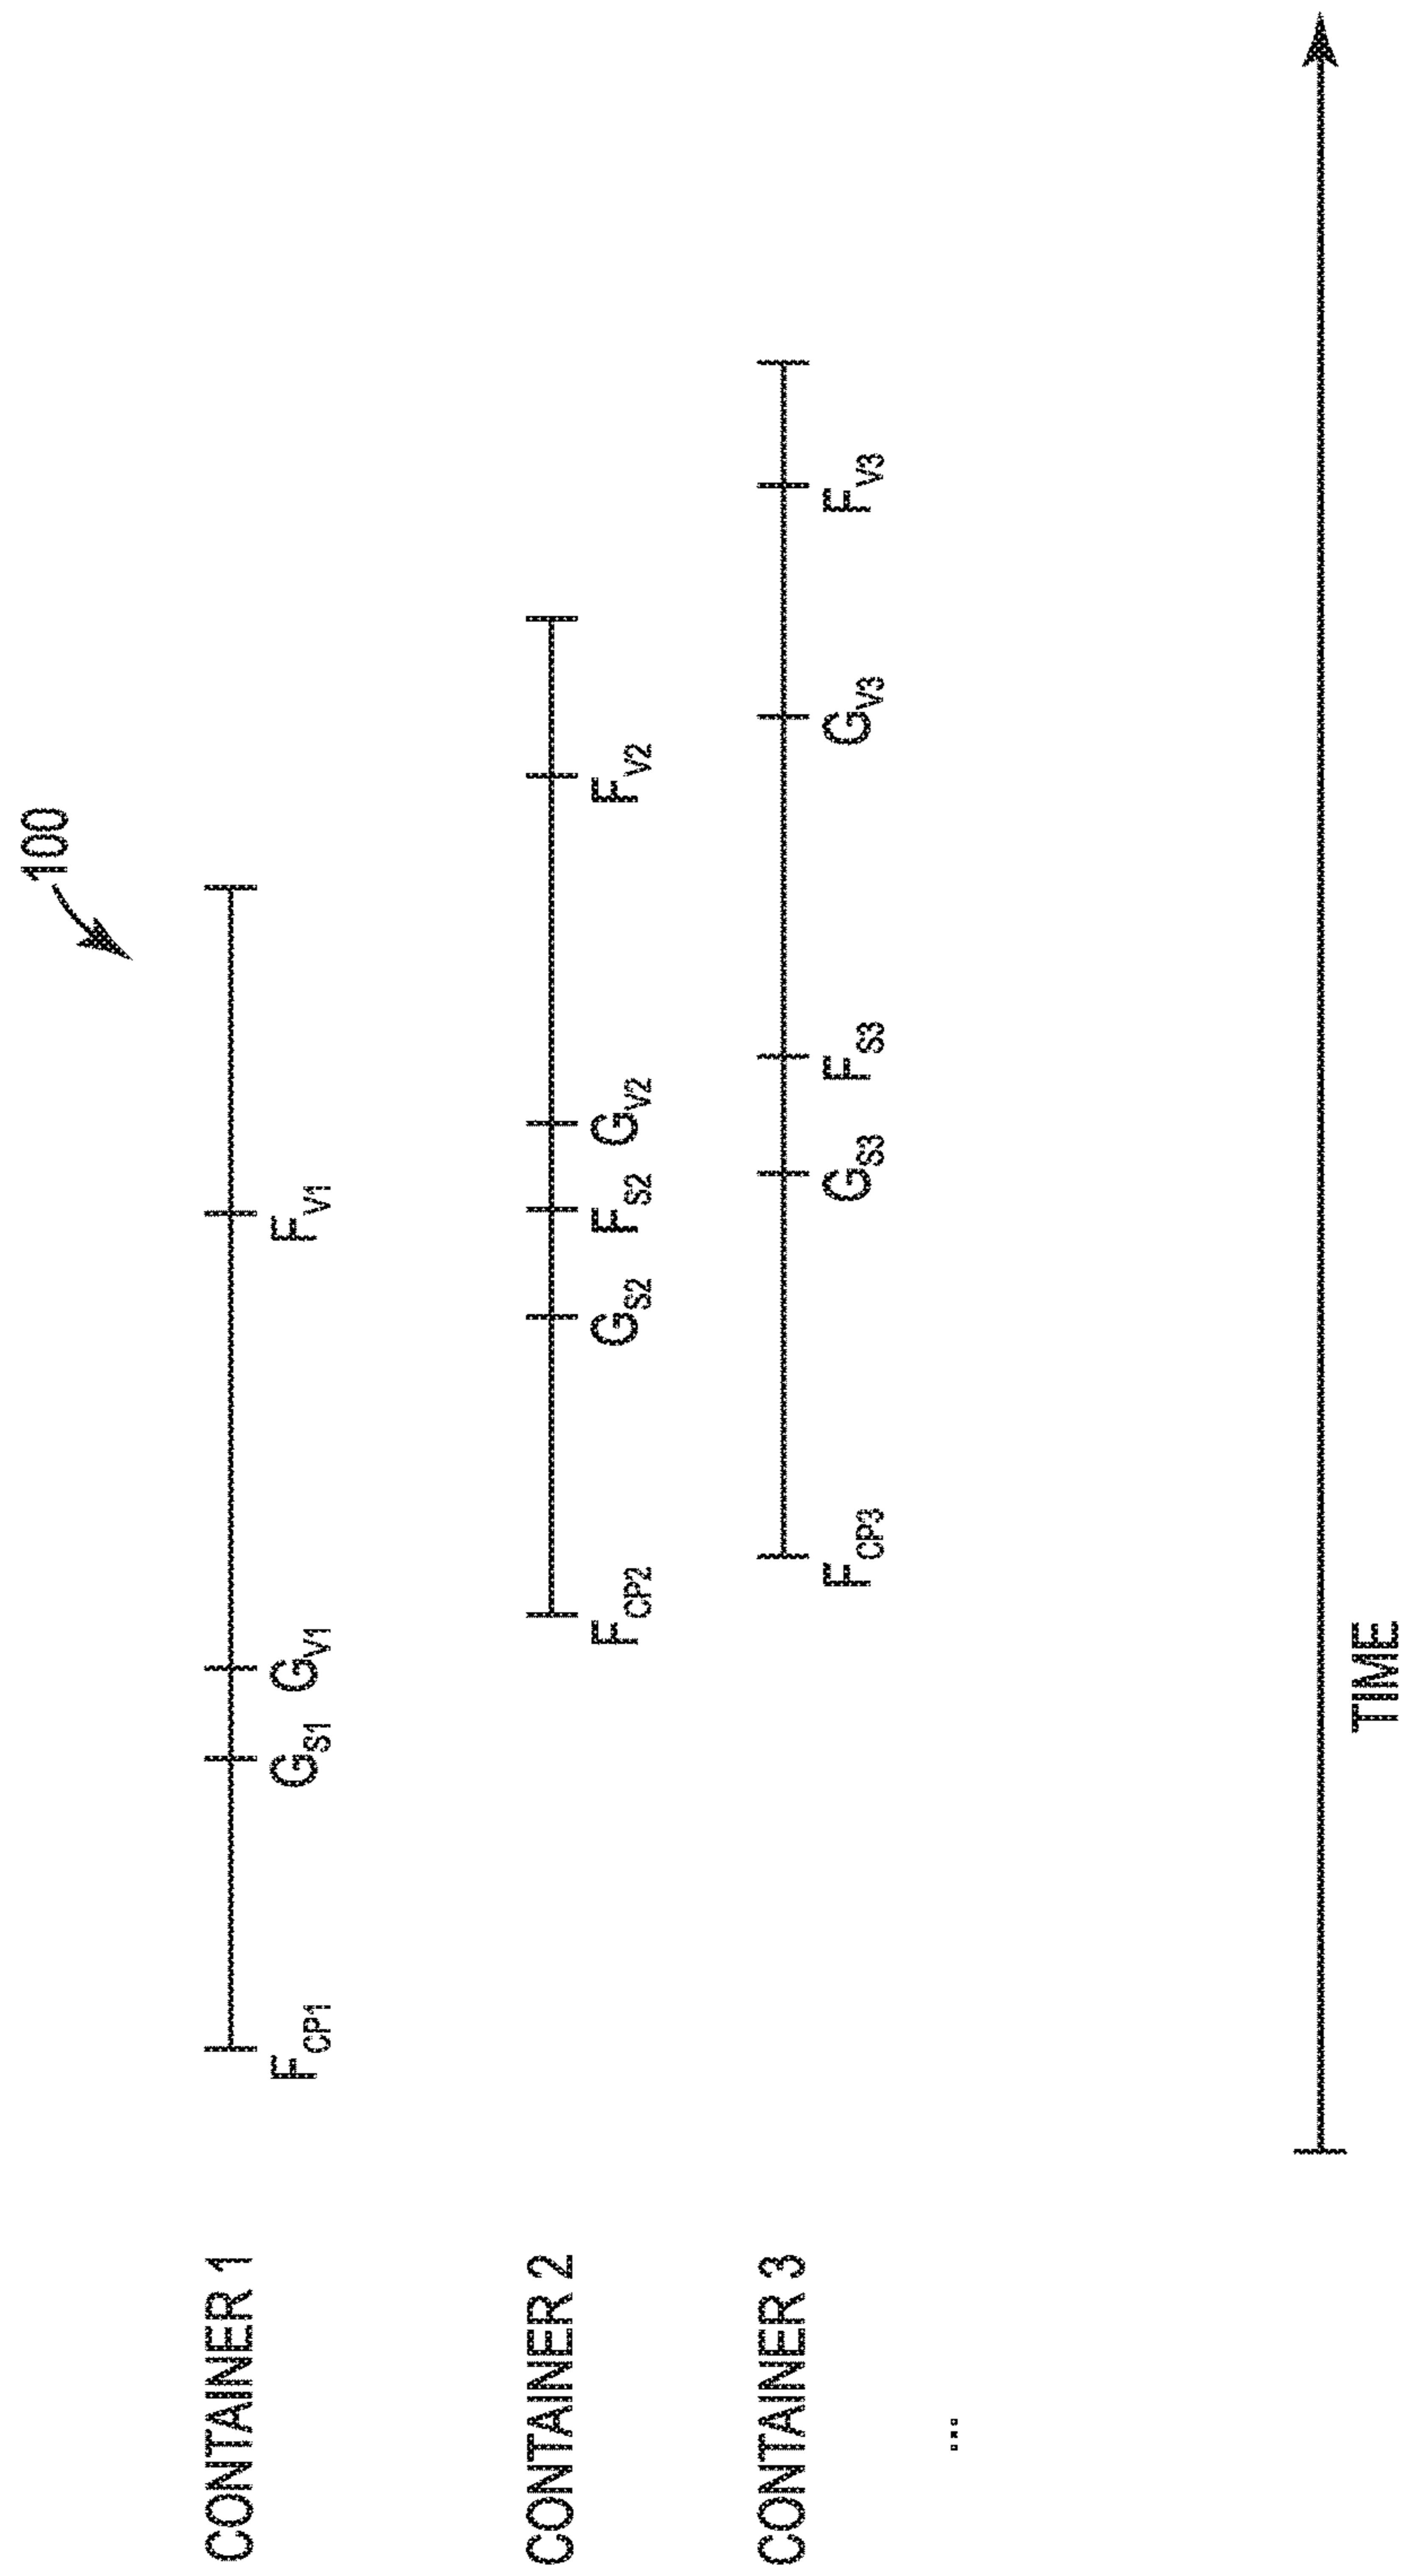 100
CONTAINER 1 F_CP1 G_S1 G_V1 F_V1
CONTAINER 2 F_CP2 G_S2 F_S2 G_V2 F_V2
CONTAINER 3 F_CP3 G_S3 F_S3 G_V3 F_V3
...
TIME